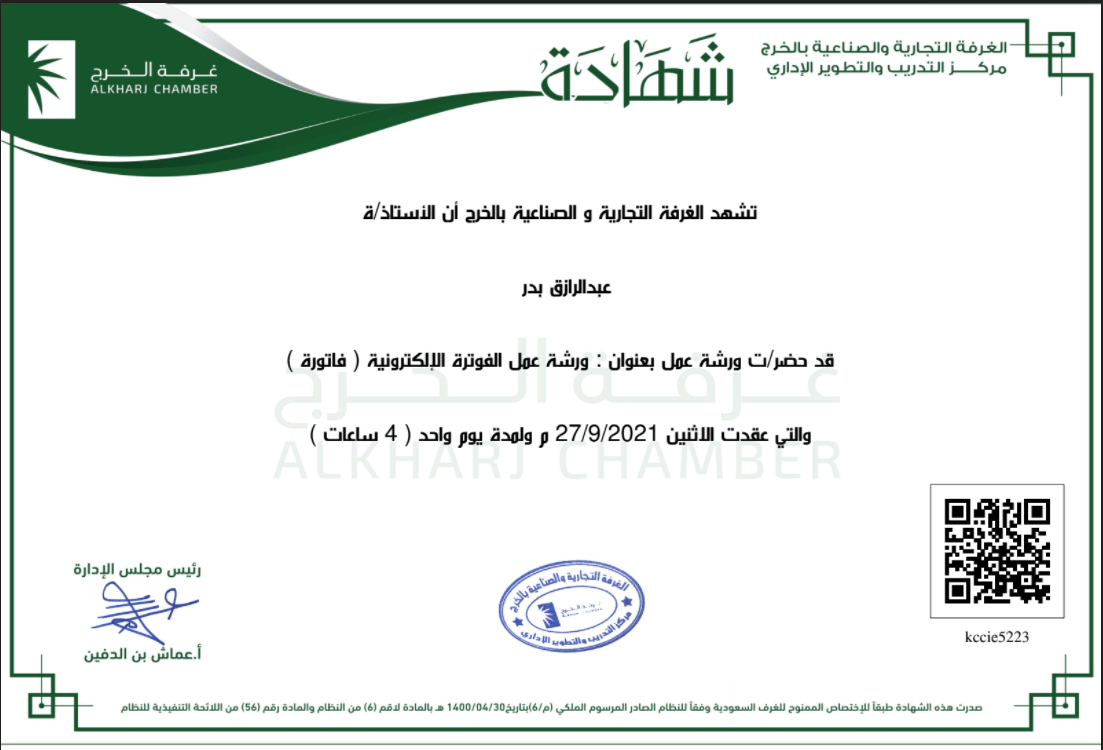 الغرفة التجارية والصناعية بالخرج
مركز التدريب والتطوير الإداري
شهادة
غرفة الخرج
ALKHARJ CHAMBER
تشهد الغرفة التجارية و الصناعية بالخرج أن الأستاذ/ة
عبدالرازق بدر
قد حضر/ت ورشة عمل بعنوان : ورشة عمل الفوترة الإلكترونية ( فاتورة )
والتي عقدت الاثنين 27/9/2021 م ولمدة يوم واحد ( 4 ساعات )
غرفة الخرج
ALKHARJ CHAMBER
رئيس مجلس الإدارة
أ.عماش بن الدفين
الغرفة التجارية والصناعية بالخرج
مركز التدريب والتطوير الإداري
kccie5223
صدرت هذه الشهادة طبقاً للإختصاص الممنوح للغرف السعودية وفقاً للنظام الصادر المرسوم الملكي (م/6)بتاريخ1400/04/30 هـ بالمادة لاقم (6) من النظام والمادة رقم (56) من اللائحة التنفيذية للنظام